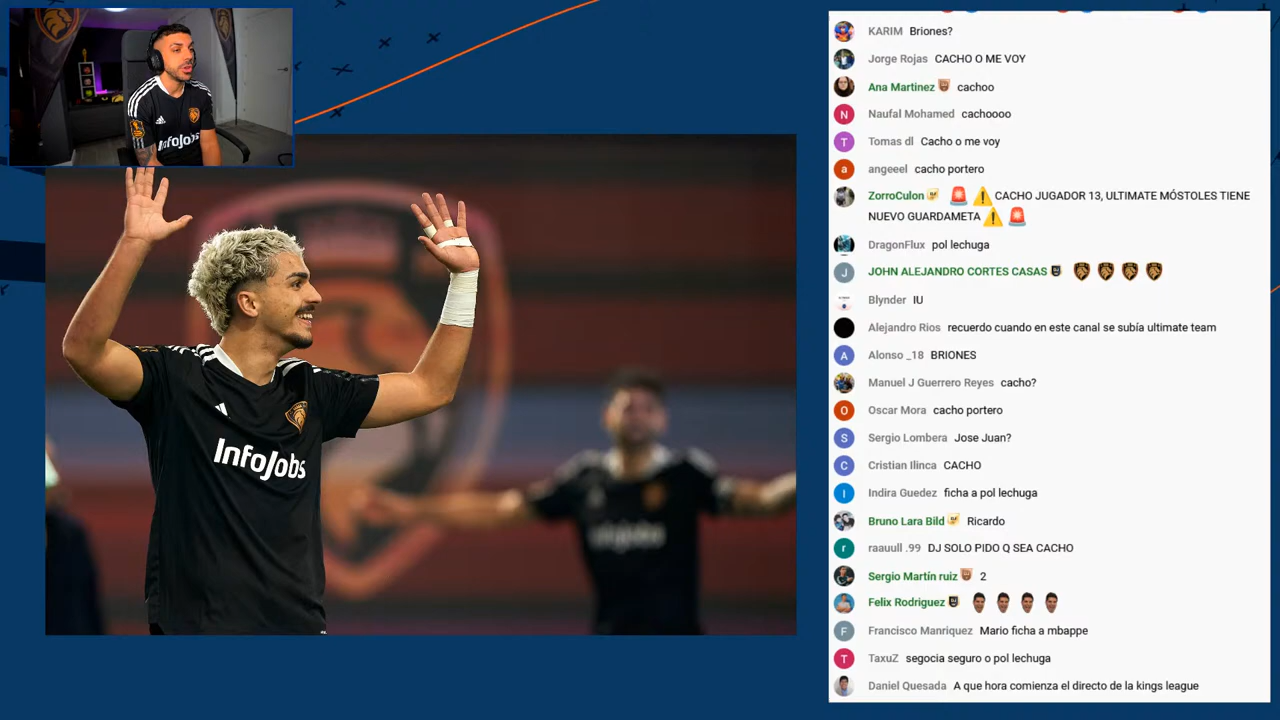 InfoJobs
InfoJobs
KARIM Briones?
Jorge Rojas CACHO O ME VOY
Ana Martinez cachoo
Naufal Mohamed cachoooo
Tomas dl Cacho o me voy
angeeel cacho portero
ZorroCulon 🚨 ⚠️ CACHO JUGADOR 13, ULTIMATE MÓSTOLES TIENE
NUEVO GUARDAMETA ⚠️ 🚨
DragonFlux pol lechuga
JOHN ALEJANDRO CORTES CASAS
Blynder IU
Alejandro Rios recuerdo cuando en este canal se subía ultimate team
Alonso _18 BRIONES
Manuel J Guerrero Reyes cacho?
Oscar Mora cacho portero
Sergio Lombera Jose Juan?
Cristian Ilinca CACHO
Indira Guedez ficha a pol lechuga
Bruno Lara Bild Ricardo
raauull .99 DJ SOLO PIDO Q SEA CACHO
Sergio Martín ruiz 2
Felix Rodriguez
Francisco Manriquez Mario ficha a mbappe
TaxuZ segocia seguro o pol lechuga
Daniel Quesada A que hora comienza el directo de la kings league